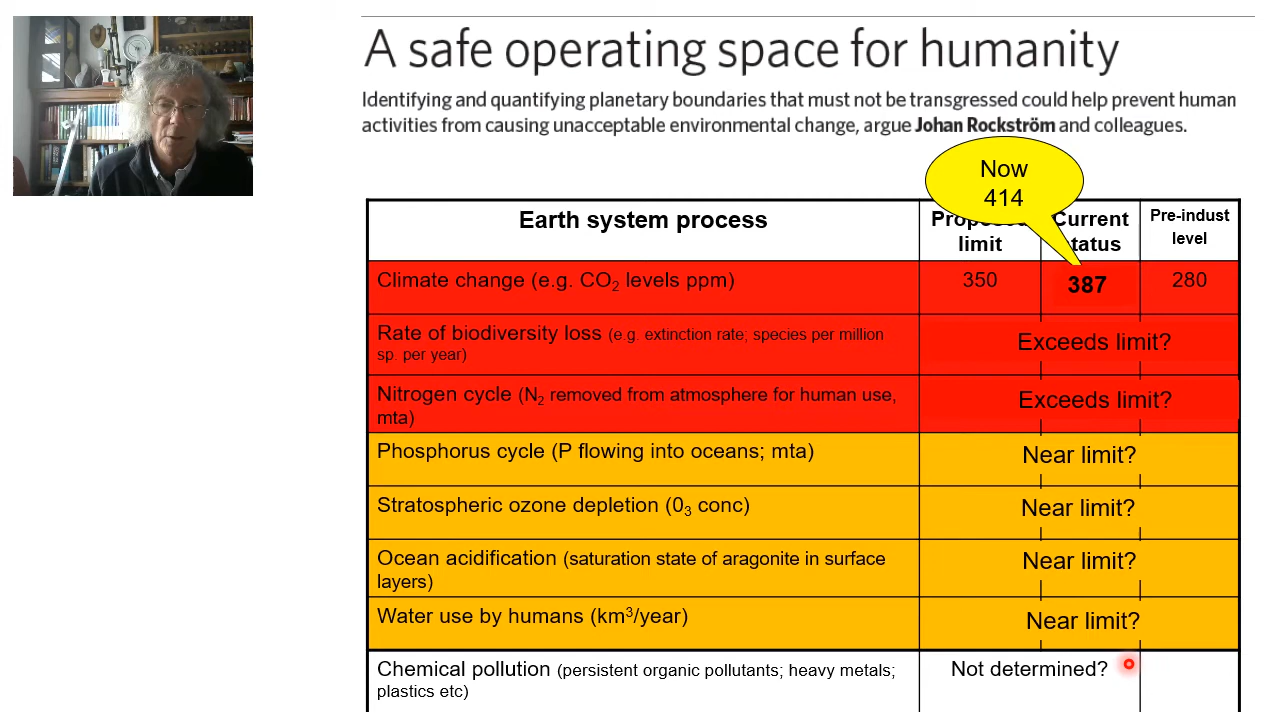 A safe operating space for humanity
Identifying and quantifying planetary boundaries that must not be transgressed could help prevent human
activities from causing unacceptable environmental change, argue Johan Rockström and colleagues.
Now
414
Earth system process
limit
Current
Pre-indust
level
Climate change (e.g. CO₂ levels ppm)
350
387
280
Rate of biodiversity loss (e.g. extinction rate; species per million
sp. per year)
Exceeds limit?
Nitrogen cycle (N₂ removed from atmosphere for human use,
mta)
Exceeds limit?
Phosphorus cycle (P flowing into oceans; mta)
Near limit?
Stratospheric ozone depletion (0₃ conc)
Near limit?
Ocean acidification (saturation state of aragonite in surface
layers)
Near limit?
Water use by humans (km³/year)
Near limit?
Chemical pollution (persistent organic pollutants; heavy metals;
plastics etc)
Not determined?